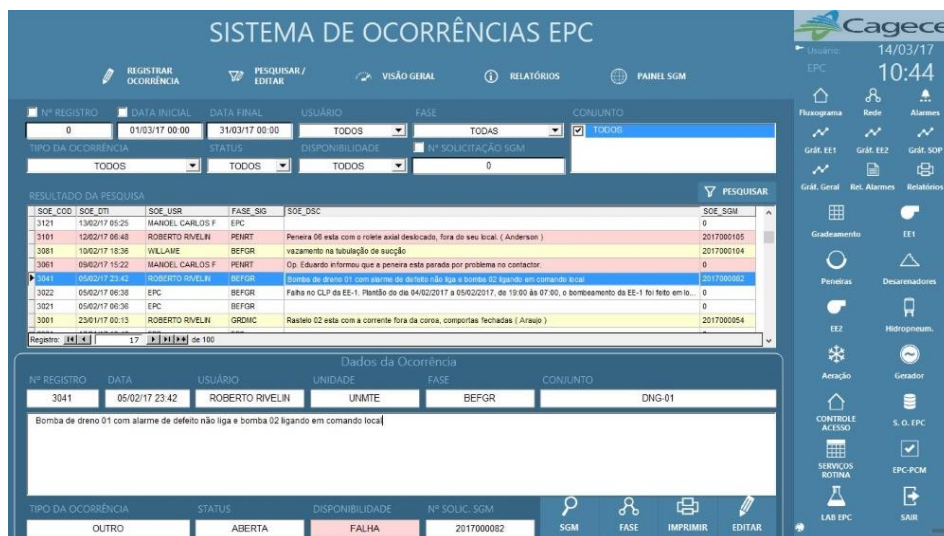 SISTEMA DE OCORRÊNCIAS EPC
REGISTRAR OCORRÊNCIA
PESQUISAR / EDITAR
VISÃO GERAL
RELATÓRIOS
PAINEL SGM
Nº REGISTRO DATA INICIAL DATA FINAL USUÁRIO FASE CONJUNTO
0 01/03/17 00:00 31/03/17 00:00 TODOS TODAS TODOS
TIPO DA OCORRÊNCIA STATUS DISPONIBILIDADE Nº SOLICITAÇÃO SGM
TODOS TODOS TODOS 0
RESULTADO DA PESQUISA
PESQUISAR
SOE_COD SOE_DTI SOE_USR FASE_SIG SOE_DSC SOE_SGM
3121 13/02/17 05:25 MANOEL CARLOS F EPC 0
3101 12/02/17 06:48 ROBERTO RIVELIN PENRT Peneira 06 esta com o rolete axial deslocado, fora do seu local. ( Anderson ) 2017000105
3081 10/02/17 18:36 WILLAME BEFGR vazamento na tubulação de sucção 2017000104
3061 09/02/17 15:22 MANOEL CARLOS F PENRT Op. Eduardo informou que a peneira esta parada por problema no contactor. 0
3041 05/02/17 23:42 ROBERTO RIVELIN BEFGR Bomba de dreno 01 com alarme de defeito não liga e bomba 02 ligando em comando local 2017000082
3022 05/02/17 06:38 EPC BEFGR Falha no CLP da EE-1. Plantão do dia 04/02/2017 a 05/02/2017, de 19:00 às 07:00, o bombeamento da EE-1 foi feito em lo... 0
3021 05/02/17 06:36 EPC BEFGR 0
3001 23/01/17 00:13 ROBERTO RIVELIN GRDMC Rastelo 02 esta com a corrente fora da coroa, comportas fechadas ( Araujo ) 2017000054
Registro: 17 de 100
Dados da Ocorrência
Nº REGISTRO DATA USUÁRIO UNIDADE FASE CONJUNTO
3041 05/02/17 23:42 ROBERTO RIVELIN UNMTE BEFGR DNG-01
Bomba de dreno 01 com alarme de defeito não liga e bomba 02 ligando em comando local
TIPO DA OCORRÊNCIA STATUS DISPONIBILIDADE Nº SOLIC. SGM
OUTRO ABERTA FALHA 2017000082
SGM FASE IMPRIMIR EDITAR
Cagece
Usuário: 14/03/17
EPC 10:44
Fluxograma Rede Alarmes
Gráf. EE1 Gráf. EE2 Gráf. SOP
Gráf. Geral Rel. Alarmes Relatórios
Gradeamento EE1
Peneiras Desarenadores
EE2 Hidropneum.
Aeração Gerador
CONTROLE ACESSO S. O. EPC
SERVIÇOS ROTINA EPC-PCM
LAB EPC SAIR